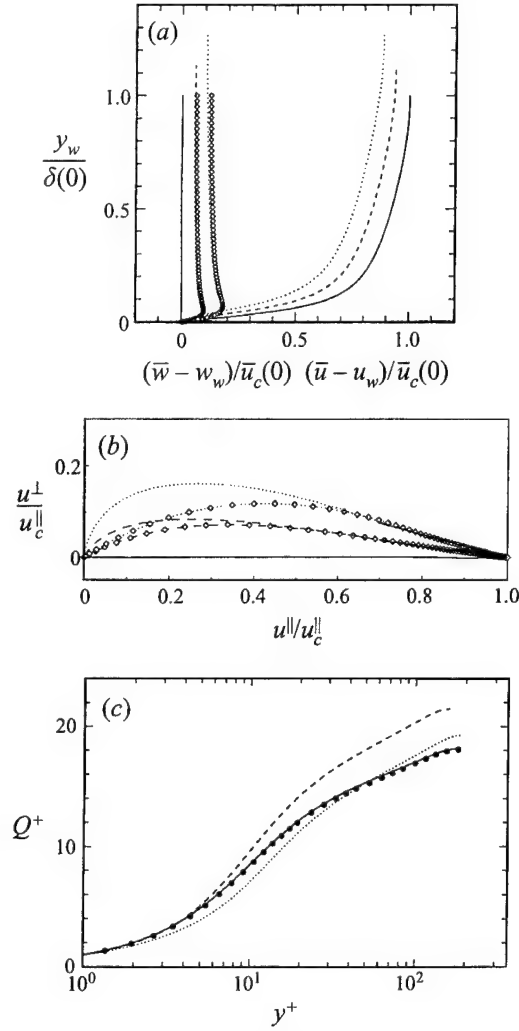 (a)
1.0
y_w
δ(0)
0.5
0
0 0.5 1.0
(w̅ − w_w)/u̅_c(0) (u̅ − u_w)/u̅_c(0)
(b)
0.2
u^⊥
u_c^∥
0
0 0.2 0.4 0.6 0.8 1.0
u^∥/u_c^∥
(c)
20
Q^+
10
0
10^0 10^1 10^2
y^+